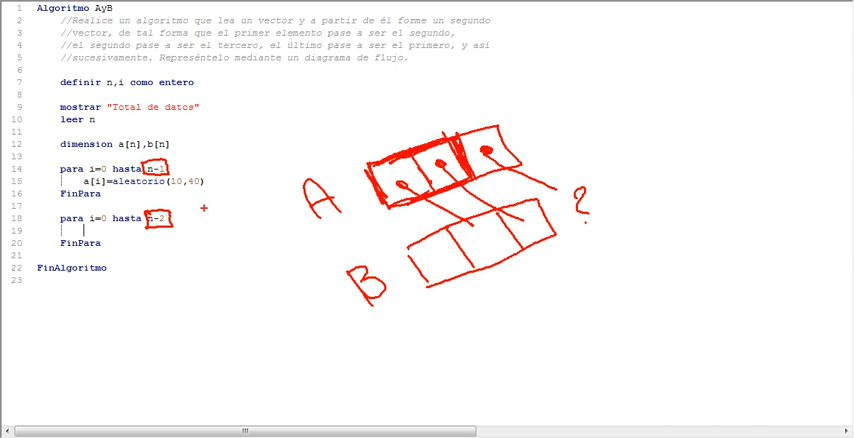 1 Algoritmo AyB
2 //Realice un algoritmo que lea un vector y a partir de él forme un segundo
3 //vector, de tal forma que el primer elemento pase a ser el segundo,
4 //el segundo pase a ser el tercero, el último pase a ser el primero, y así
5 //sucesivamente. Represéntelo mediante un diagrama de flujo.
6
7 definir n,i como entero
8
9 mostrar "Total de datos"
10 leer n
11
12 dimension a[n],b[n]
13
14 para i=0 hasta n-1
15 a[i]=aleatorio(10,40)
16 FinPara
17
18 para i=0 hasta n-2
19
20 FinPara
21
22 FinAlgoritmo
23
A
?
B